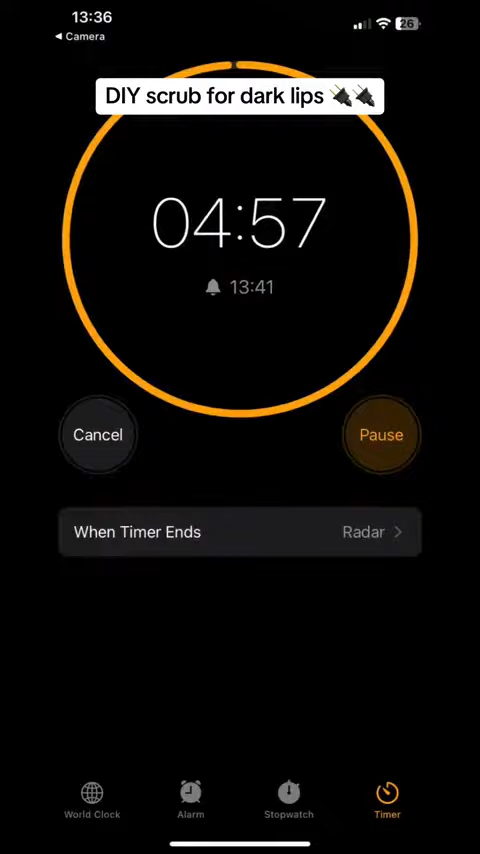 13:36
26
Camera
DIY scrub for dark lips 🔌🔌
04:57
13:41
Cancel
Pause
When Timer Ends
Radar
World Clock
Alarm
Stopwatch
Timer